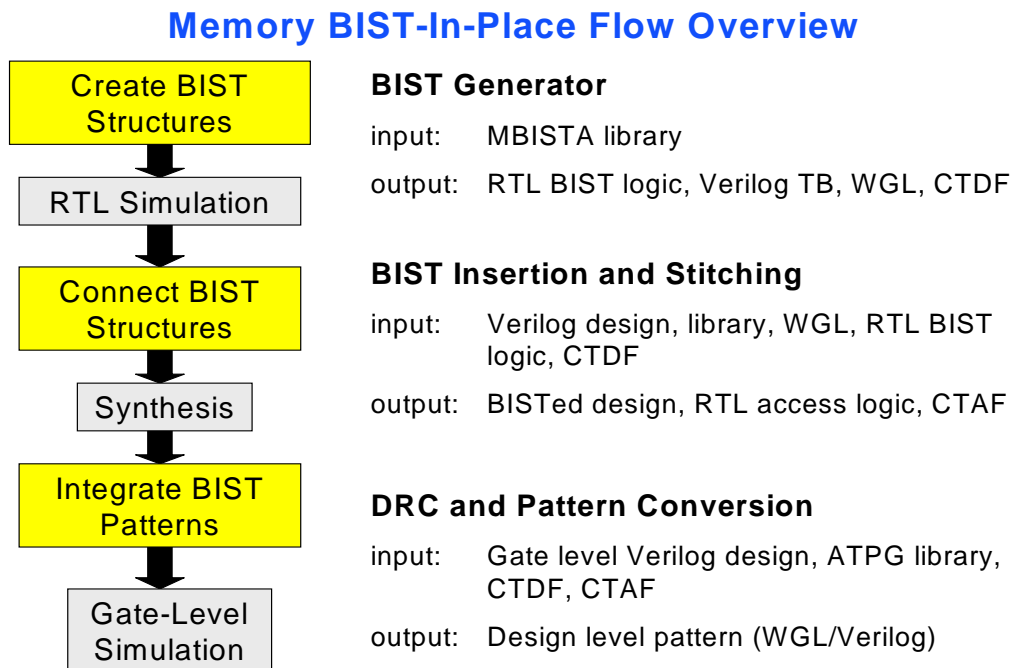 Memory BIST-In-Place Flow Overview
Create BIST
Structures
RTL Simulation
Connect BIST
Structures
Synthesis
Integrate BIST
Patterns
Gate-Level
Simulation
BIST Generator
input: MBISTA library
output: RTL BIST logic, Verilog TB, WGL, CTDF
BIST Insertion and Stitching
input: Verilog design, library, WGL, RTL BIST
logic, CTDF
output: BISTed design, RTL access logic, CTAF
DRC and Pattern Conversion
input: Gate level Verilog design, ATPG library,
CTDF, CTAF
output: Design level pattern (WGL/Verilog)